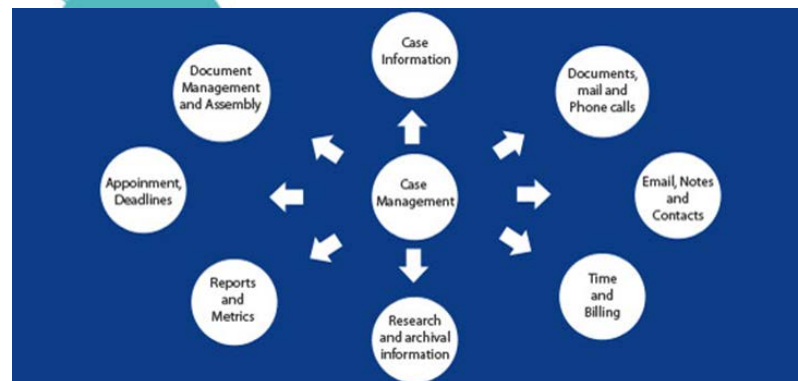 Case
Information
Document
Management
and Assembly
Documents,
mail and
Phone calls
Appoinment,
Deadlines
Case
Management
Email, Notes
and
Contacts
Reports
and
Metrics
Time
and
Billing
Research
and archival
information